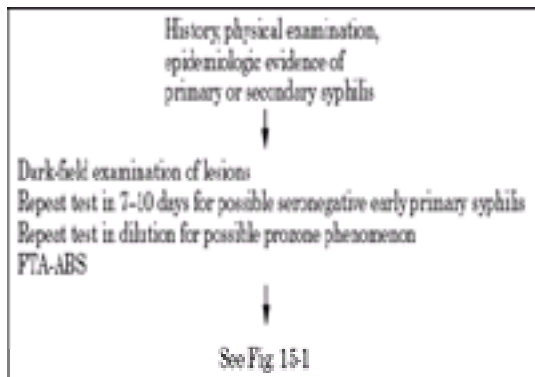 History, physical examination,
epidemiologic evidence of
primary or secondary syphilis
Dark-field examination of lesions
Repeat test in 7-10 days for possible seronegative early primary syphilis
Repeat test in dilution for possible prozone phenomenon
FTA-ABS
See Fig. 15-1